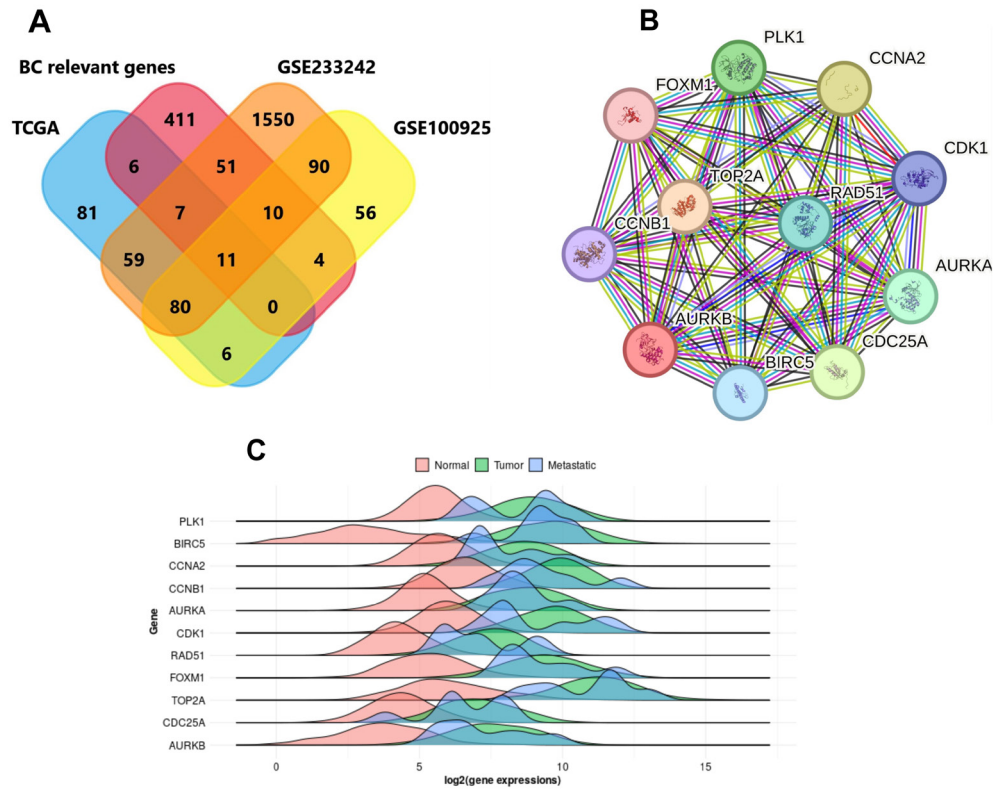 A
BC relevant genes
GSE233242
TCGA
GSE100925
411
1550
6
51
90
81
7
10
56
59
11
4
80
0
6
B
PLK1
CCNA2
FOXM1
CDK1
TOP2A
RAD51
CCNB1
AURKA
AURKB
CDC25A
BIRC5
C
Normal Tumor Metastatic
PLK1
BIRC5
CCNA2
CCNB1
AURKA
CDK1
RAD51
FOXM1
TOP2A
CDC25A
AURKB
Gene
0 5 10 15
log2(gene expressions)